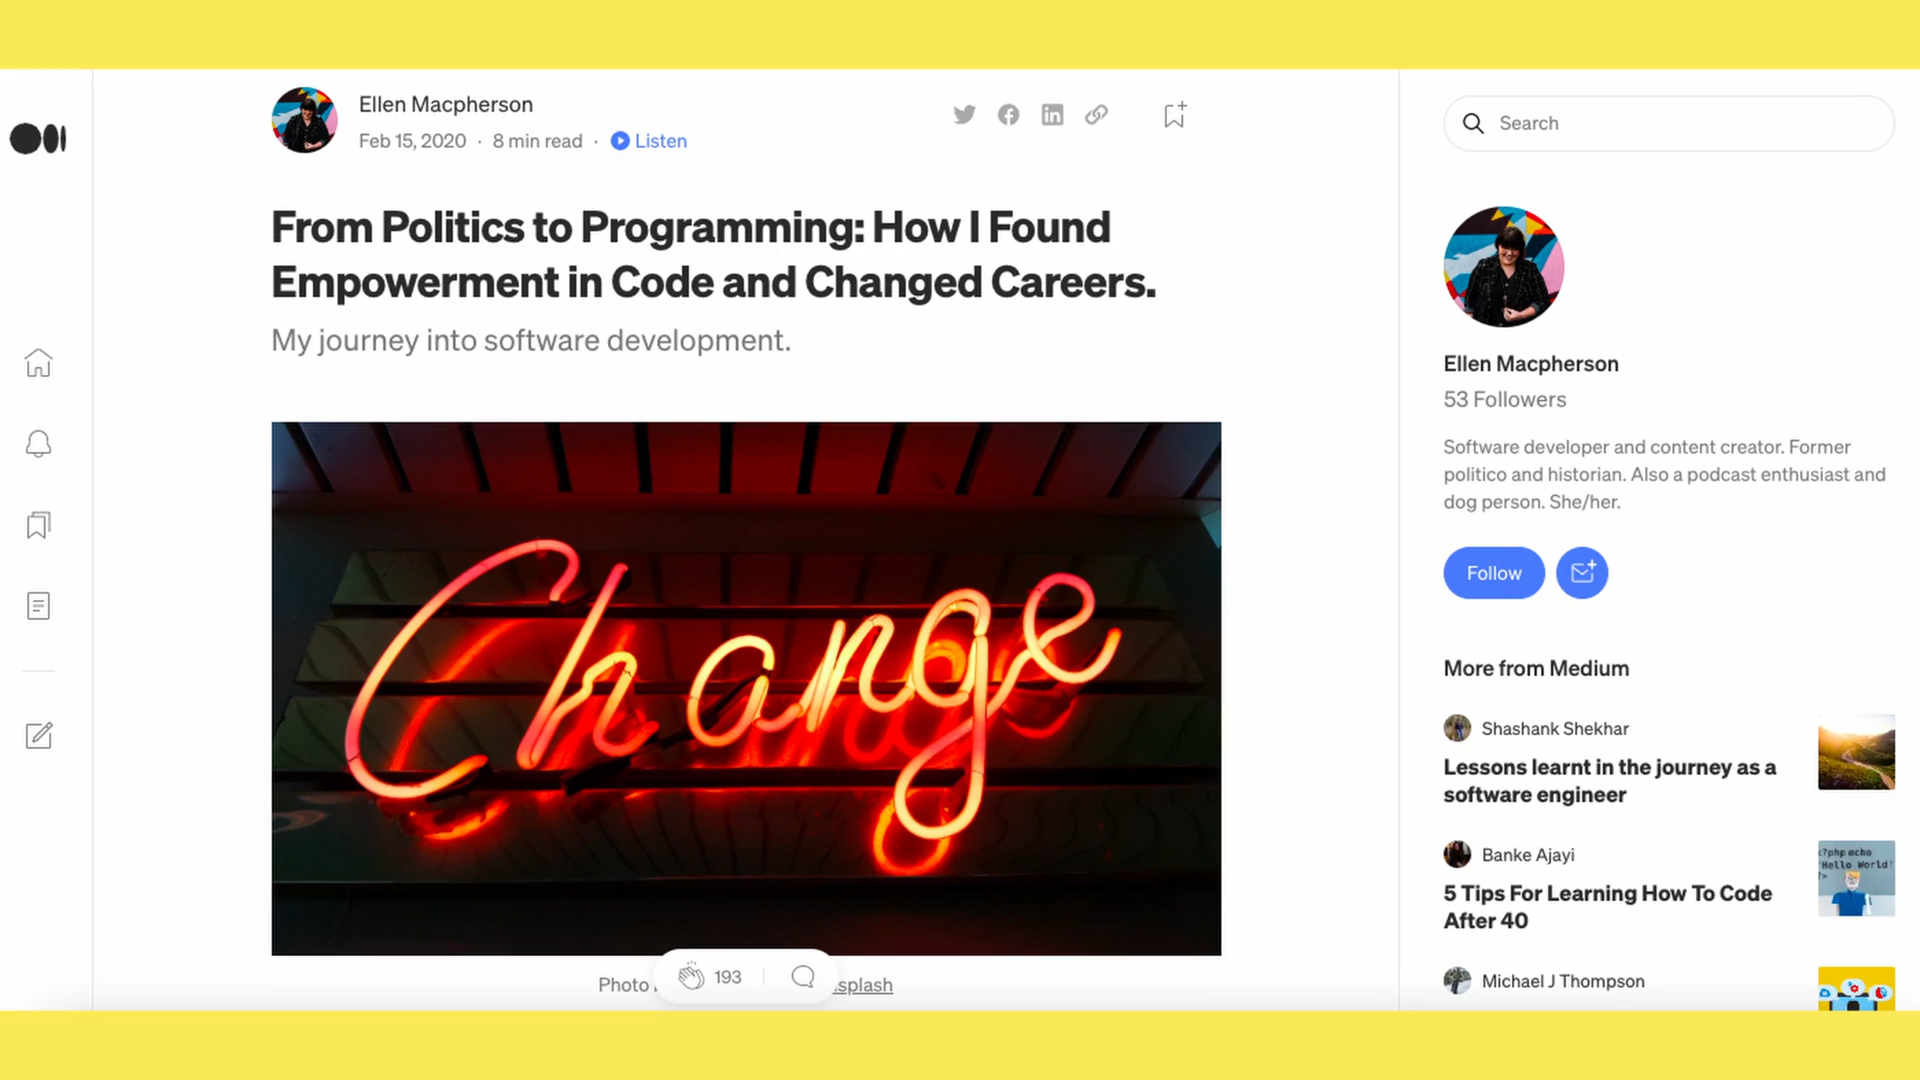 Ellen Macpherson
Feb 15, 2020 · 8 min read · Listen
From Politics to Programming: How I Found
Empowerment in Code and Changed Careers.
My journey into software development.
Change
Photo
193
splash
Search
Ellen Macpherson
53 Followers
Software developer and content creator. Former
politico and historian. Also a podcast enthusiast and
dog person. She/her.
Follow
More from Medium
Shashank Shekhar
Lessons learnt in the journey as a
software engineer
Banke Ajayi
5 Tips For Learning How To Code
After 40
<?php echo
'Hello World'
?>
Michael J Thompson